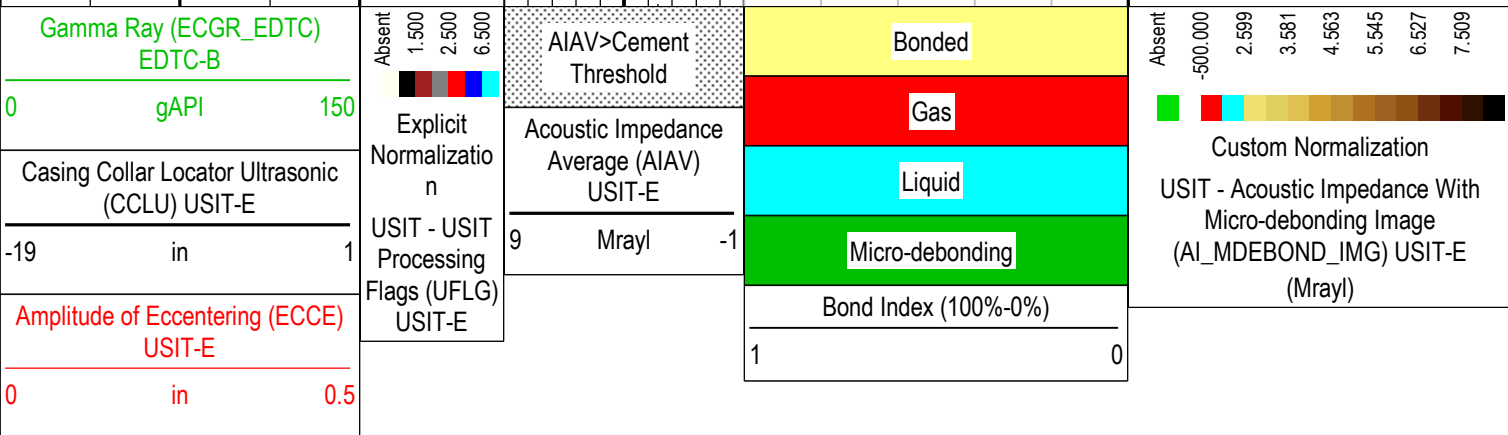 Gamma Ray (ECGR_EDTC)
EDTC-B
0 gAPI 150
Casing Collar Locator Ultrasonic
(CCLU) USIT-E
-19 in 1
Amplitude of Eccentering (ECCE)
USIT-E
0 in 0.5
Absent
1.500
2.500
6.500
Explicit
Normalizatio
n
USIT - USIT
Processing
Flags (UFLG)
USIT-E
AIAV>Cement
Threshold
Acoustic Impedance
Average (AIAV)
USIT-E
9 Mrayl -1
Bonded
Gas
Liquid
Micro-debonding
Bond Index (100%-0%)
1 0
Absent
-500.000
2.599
3.581
4.563
5.545
6.527
7.509
Custom Normalization
USIT - Acoustic Impedance With
Micro-debonding Image
(AI_MDEBOND_IMG) USIT-E
(Mrayl)